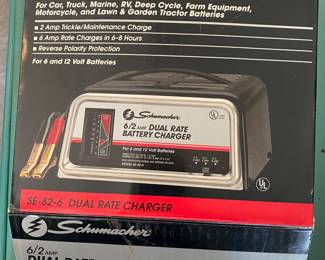 For Car, Truck, Marine, RV, Deep Cycle, Farm Equipment,
Motorcycle, and Lawn & Garden Tractor Batteries
• 2 Amp Trickle/Maintenance Charge
• 6 Amp Rate Charges in 6-8 Hours
• Reverse Polarity Protection
For 6 and 12 Volt Batteries
Schumacher
6/2 AMP DUAL RATE
BATTERY CHARGER
For 6 and 12 Volt Batteries
UL
SE-82-6 DUAL RATE CHARGER
Schumacher
6/2 AMP
DUAL RATE